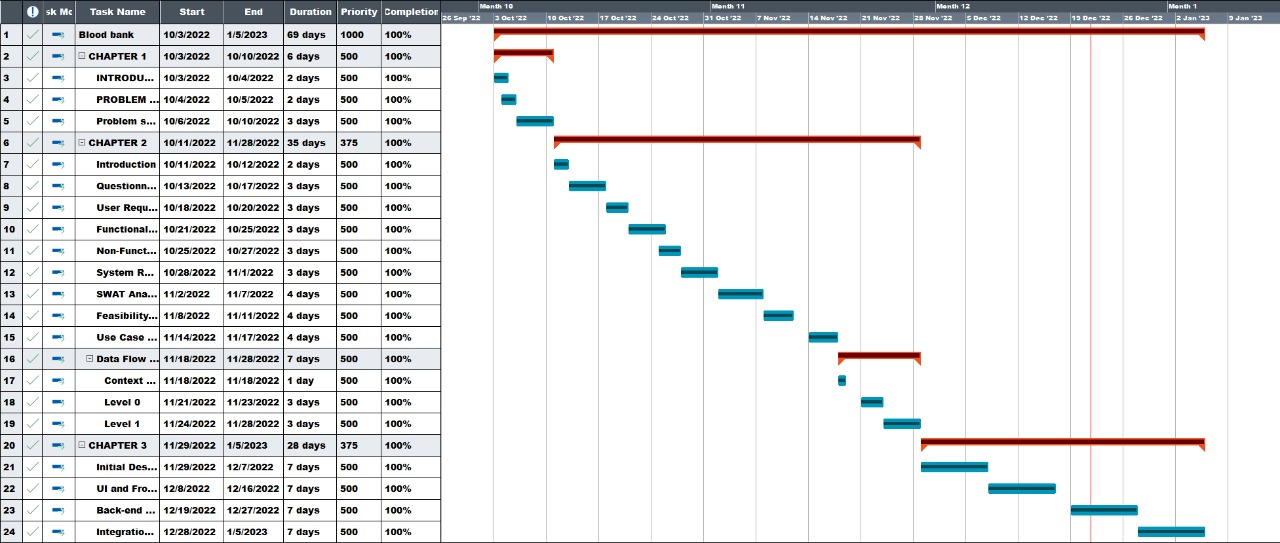 sk Mo Task Name Start End Duration Priority Completion Month 10 Month 11 Month 12 Month 1
26 Sep '22 3 Oct '22 10 Oct '22 17 Oct '22 24 Oct '22 31 Oct '22 7 Nov '22 14 Nov '22 21 Nov '22 28 Nov '22 5 Dec '22 12 Dec '22 19 Dec '22 26 Dec '22 2 Jan '23 9 Jan '23
1 Blood bank 10/3/2022 1/5/2023 69 days 1000 100%
2 CHAPTER 1 10/3/2022 10/10/2022 6 days 500 100%
3 INTRODU... 10/3/2022 10/4/2022 2 days 500 100%
4 PROBLEM ... 10/4/2022 10/5/2022 2 days 500 100%
5 Problem s... 10/6/2022 10/10/2022 3 days 500 100%
6 CHAPTER 2 10/11/2022 11/28/2022 35 days 375 100%
7 Introduction 10/11/2022 10/12/2022 2 days 500 100%
8 Questionn... 10/13/2022 10/17/2022 3 days 500 100%
9 User Requ... 10/18/2022 10/20/2022 3 days 500 100%
10 Functional... 10/21/2022 10/25/2022 3 days 500 100%
11 Non-Funct... 10/25/2022 10/27/2022 3 days 500 100%
12 System R... 10/28/2022 11/1/2022 3 days 500 100%
13 SWAT Ana... 11/2/2022 11/7/2022 4 days 500 100%
14 Feasibility... 11/8/2022 11/11/2022 4 days 500 100%
15 Use Case ... 11/14/2022 11/17/2022 4 days 500 100%
16 Data Flow ... 11/18/2022 11/28/2022 7 days 500 100%
17 Context ... 11/18/2022 11/18/2022 1 day 500 100%
18 Level 0 11/21/2022 11/23/2022 3 days 500 100%
19 Level 1 11/24/2022 11/28/2022 3 days 500 100%
20 CHAPTER 3 11/29/2022 1/5/2023 28 days 375 100%
21 Initial Des... 11/29/2022 12/7/2022 7 days 500 100%
22 UI and Fro... 12/8/2022 12/16/2022 7 days 500 100%
23 Back-end ... 12/19/2022 12/27/2022 7 days 500 100%
24 Integratio... 12/28/2022 1/5/2023 7 days 500 100%